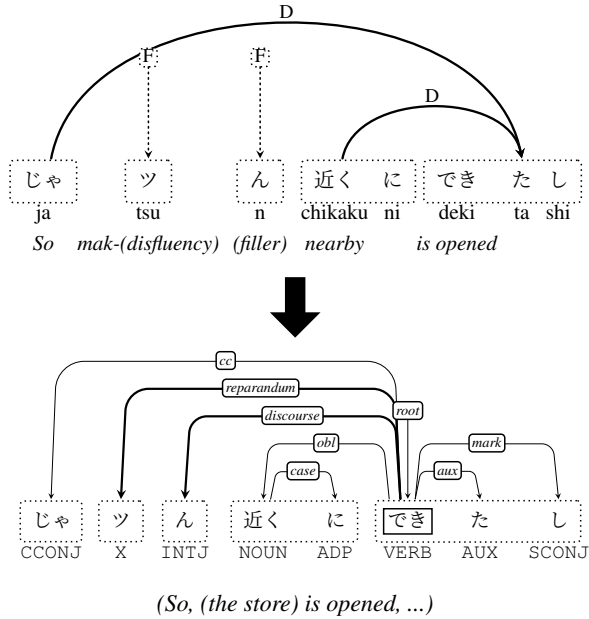 D
F F
D
じゃ ツ ん 近く に でき た し
ja tsu n chikaku ni deki ta shi
So mak-(disfluency) (filler) nearby is opened
cc
reparandum
discourse root
obl mark
case aux
じゃ ツ ん 近く に でき た し
CCONJ X INTJ NOUN ADP VERB AUX SCONJ
(So, (the store) is opened, ...)